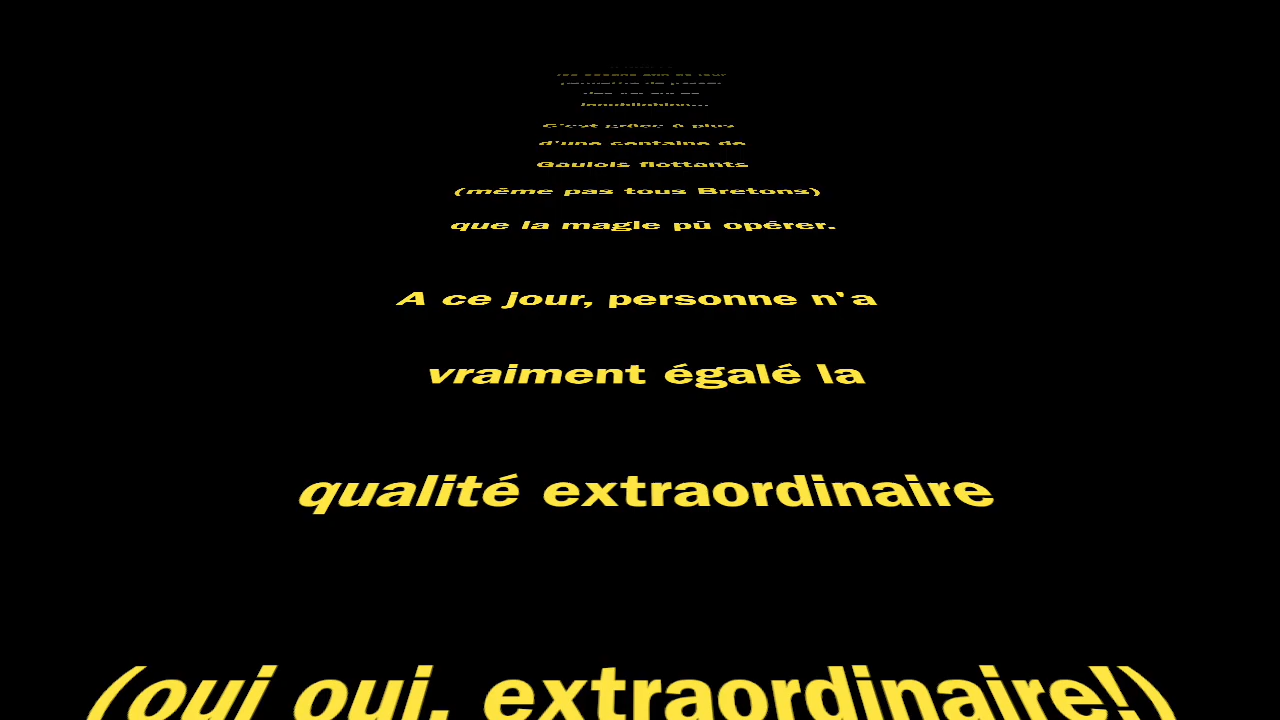 C'est grâce à plus
d'une centaine de
Gaulois flottants
(même pas tous Bretons)
que la magie pû opérer.
A ce jour, personne n'a
vraiment égalé la
qualité extraordinaire
(oui oui, extraordinaire!)